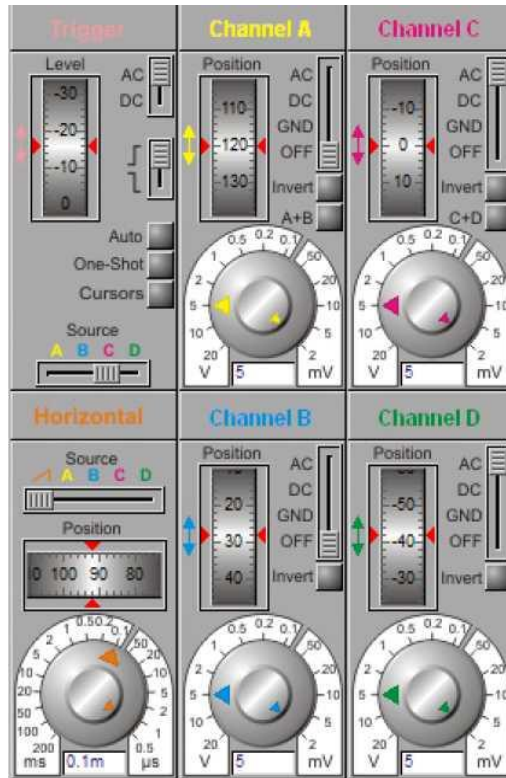 Trigger
Level
-30
-20
-10
0
AC
DC
Auto
One-Shot
Cursors
Source
A B C D
Channel A
Position
110
120
130
AC
DC
GND
OFF
Invert
A+B
0.5 0.2 0.1
1 50
2 20
5 10
10 5
20 2
V 5 mV
Channel C
Position
-10
0
10
AC
DC
GND
OFF
Invert
C+D
0.5 0.2 0.1
1 50
2 20
5 10
10 5
20 2
V 5 mV
Horizontal
Source
A B C D
Position
100 90 80
0.5 0.2 0.1
1 50
2 20
5 10
10 5
20 2
50 1
100 0.5
200
ms 0.1m µs
Channel B
Position
20
30
40
AC
DC
GND
OFF
Invert
0.5 0.2 0.1
1 50
2 20
5 10
10 5
20 2
V 5 mV
Channel D
Position
-50
-40
-30
AC
DC
GND
OFF
Invert
0.5 0.2 0.1
1 50
2 20
5 10
10 5
20 2
V 5 mV